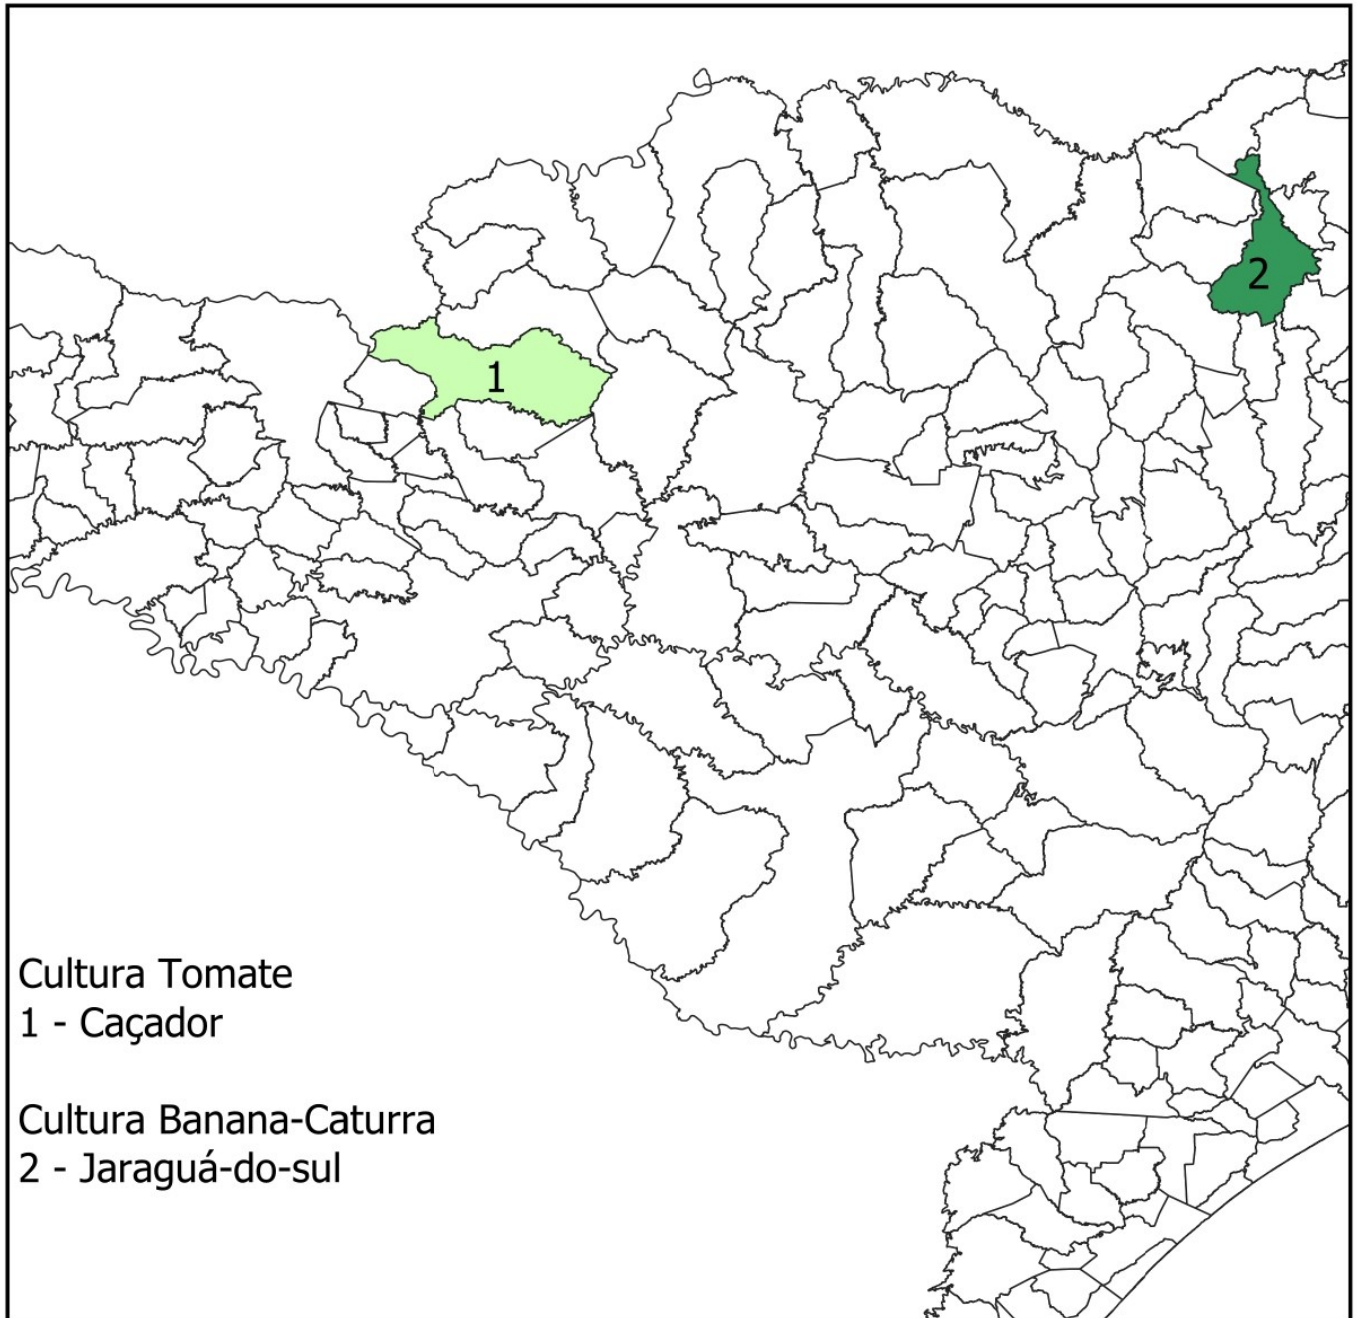 1
2
Cultura Tomate
1 - Caçador
Cultura Banana-Caturra
2 - Jaraguá-do-sul